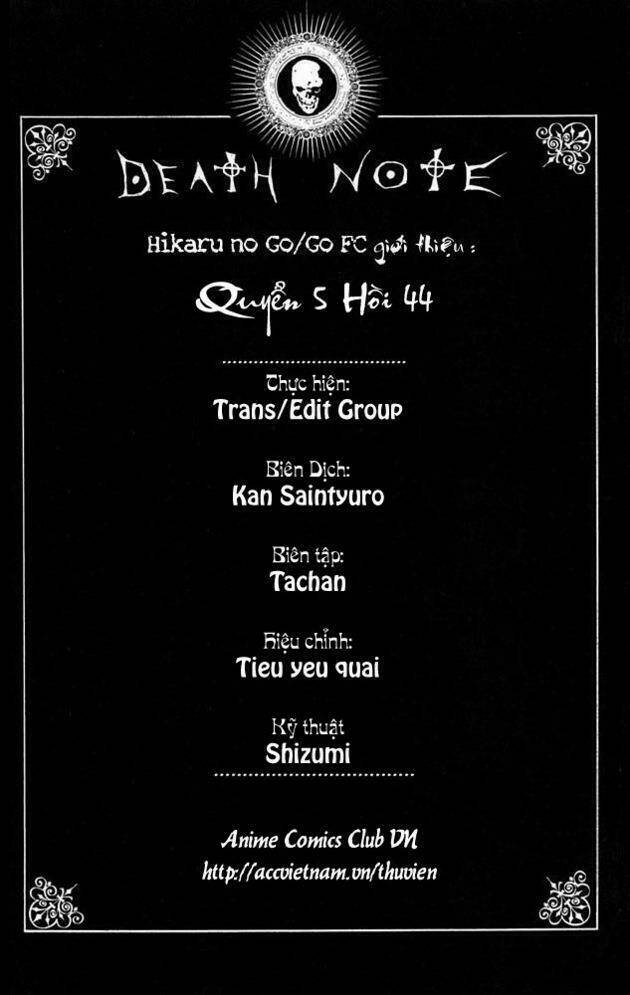 DEATH NOTE
Hikaru no Go/Go FC giới thiệu :
Quyển 5 Hồi 44
Thực hiện:
Trans/Edit Group
Biên Dịch:
Kan Saintyuro
Biên tập:
Tachan
Hiệu chỉnh:
Tieu yeu quai
Kỹ thuật
Shizumi
Anime Comics Club VN
http://accvietnam.vn/thuvien